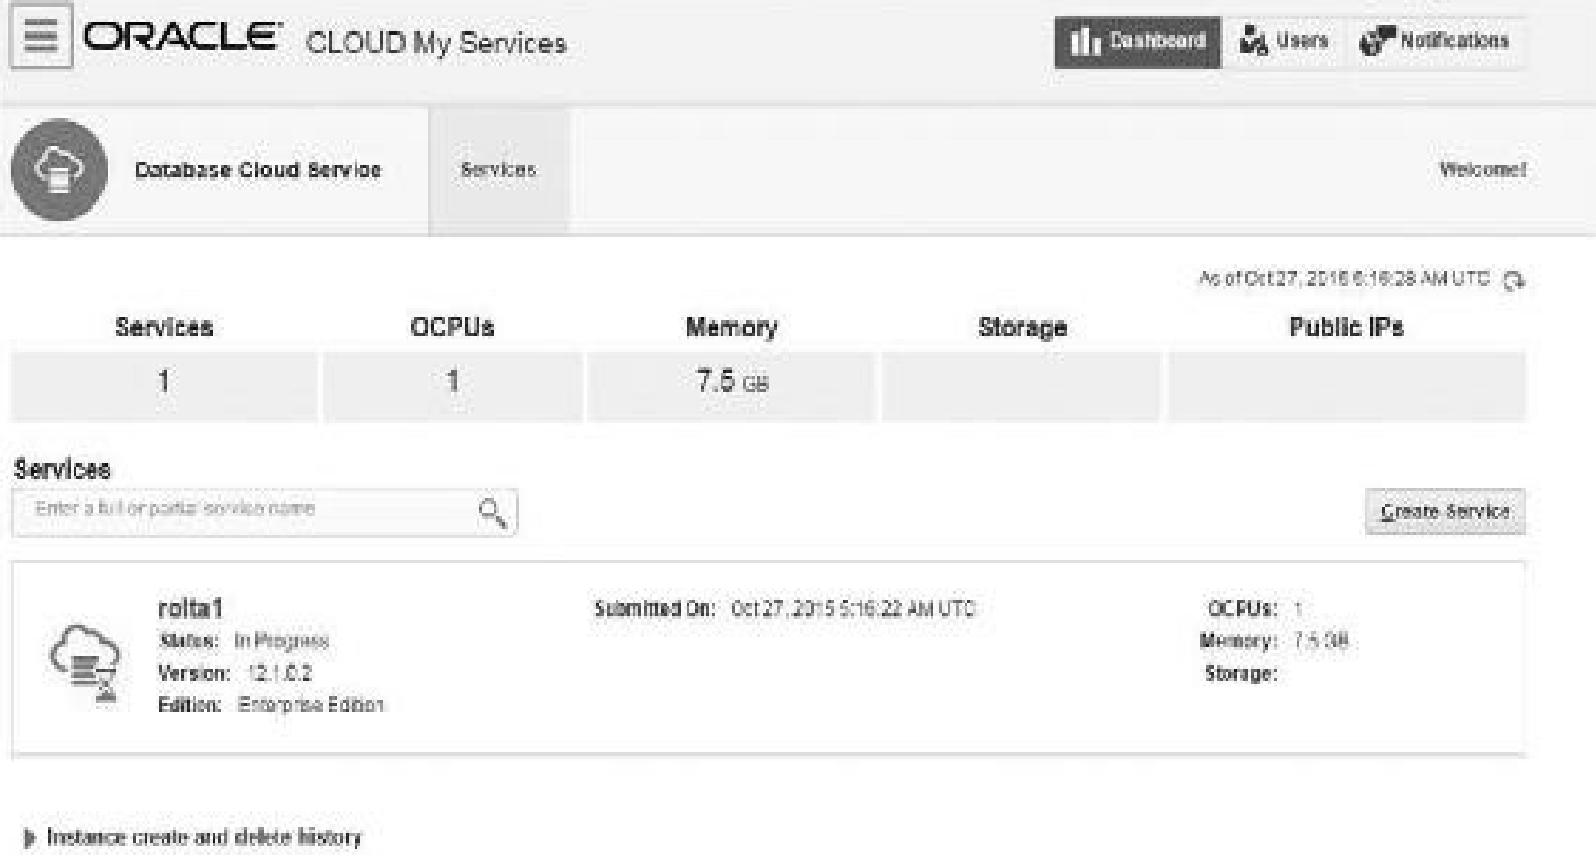 ORACLE CLOUD My Services
Dashboard Users Notifications
Database Cloud Service Services Welcome!
As of Oct 27, 2015 5:16:28 AM UTC
Services OCPUs Memory Storage Public IPs
1 1 7.5 GB
Services
Enter a full or partial service name
Create Service
rolta1
Status: In Progress
Version: 12.1.0.2
Edition: Enterprise Edition
Submitted On: Oct 27, 2015 5:16:22 AM UTC
OCPUs: 1
Memory: 7.5 GB
Storage:
Instance create and delete history